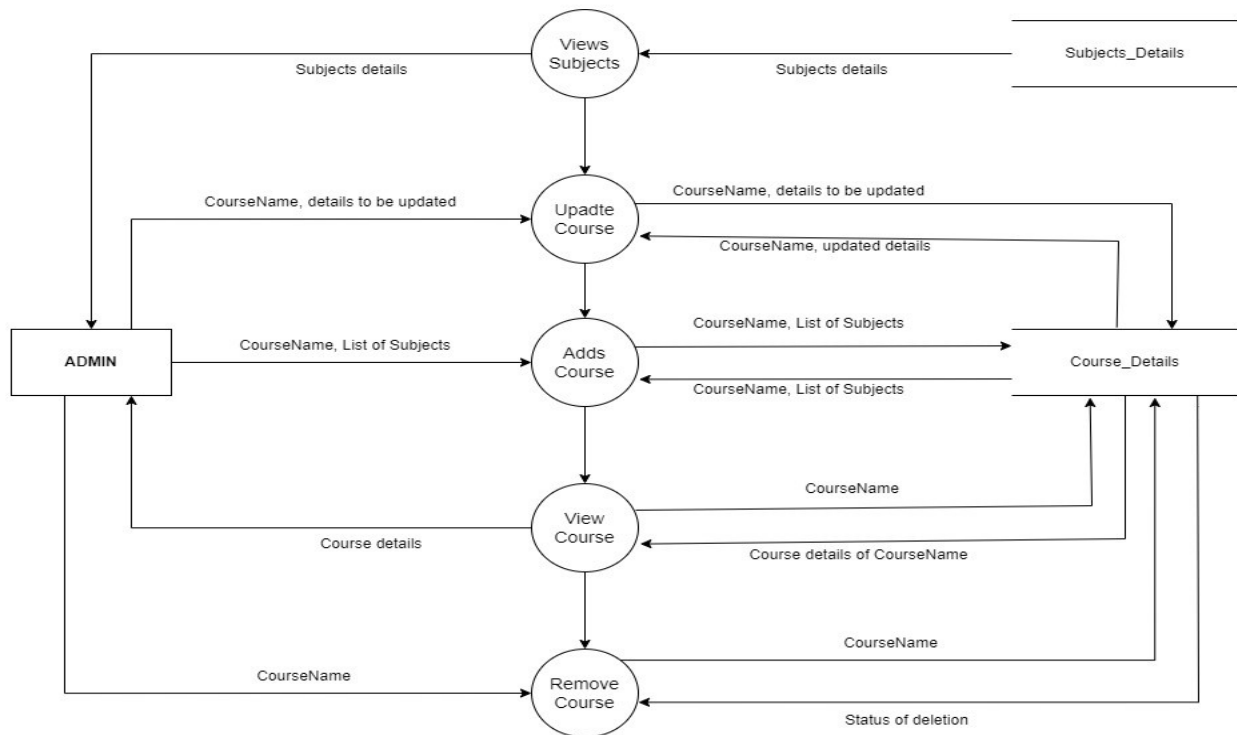 Views
Subjects
Subjects_Details
Subjects details
Subjects details
CourseName, details to be updated
CourseName, details to be updated
Upadte
Course
CourseName, updated details
CourseName, List of Subjects
CourseName, List of Subjects
ADMIN
Adds
Course
Course_Details
CourseName, List of Subjects
CourseName
View
Course
Course details
Course details of CourseName
CourseName
CourseName
Remove
Course
Status of deletion